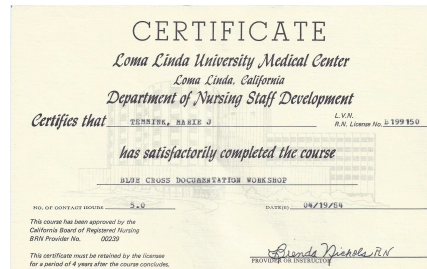 CERTIFICATE
Loma Linda University Medical Center
Loma Linda, California
Department of Nursing Staff Development
L.V.N.
Certifies that TEMMINK, MARIE J R.N. License No. B199150
has satisfactorily completed the course
BLUE CROSS DOCUMENTATION WORKSHOP
NO. OF CONTACT HOURS 5.0 DATE(S) 04/19/84
This course has been approved by the
California Board of Registered Nursing
BRN Provider No. 00239
Brenda Nichols RN
This certificate must be retained by the licensee PROVIDER OR INSTRUCTOR
for a period of 4 years after the course concludes.